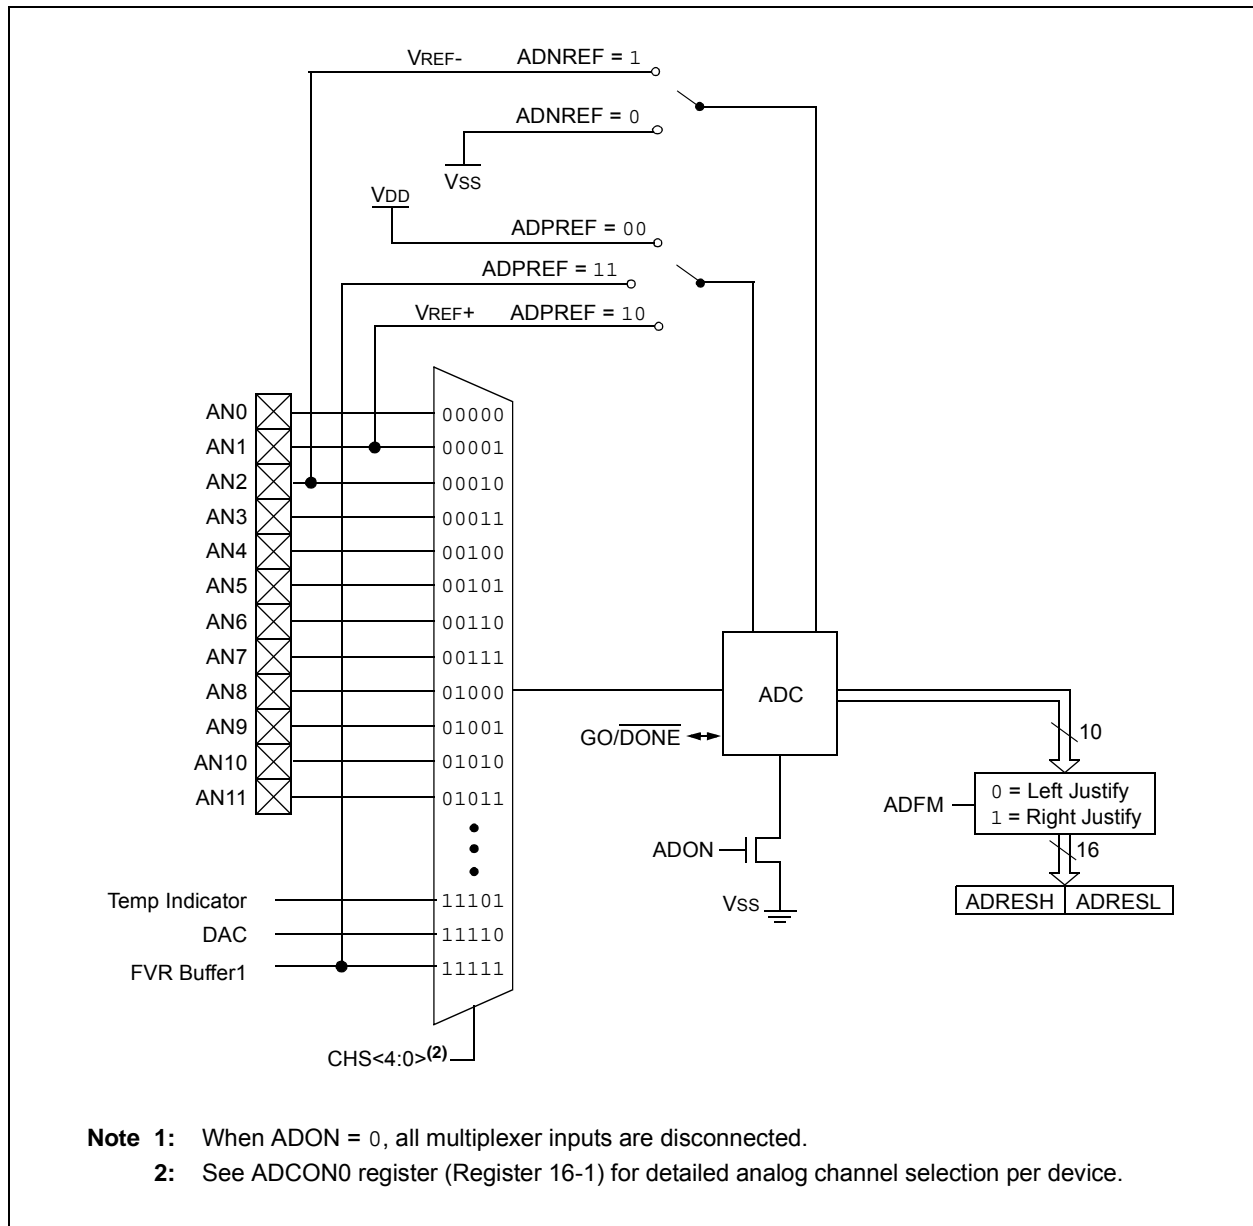 VREF- ADNREF = 1
ADNREF = 0
VSS
VDD
ADPREF = 00
ADPREF = 11
VREF+ ADPREF = 10
AN0 00000
AN1 00001
AN2 00010
AN3 00011
AN4 00100
AN5 00101
AN6 00110
AN7 00111
AN8 01000
ADC
AN9 01001
GO/DONE
10
AN10 01010
AN11 01011
ADFM
0 = Left Justify
1 = Right Justify
ADON
16
Temp Indicator 11101
VSS
ADRESH ADRESL
DAC 11110
FVR Buffer1 11111
CHS<4:0>(2)
Note 1: When ADON = 0, all multiplexer inputs are disconnected.
2: See ADCON0 register (Register 16-1) for detailed analog channel selection per device.